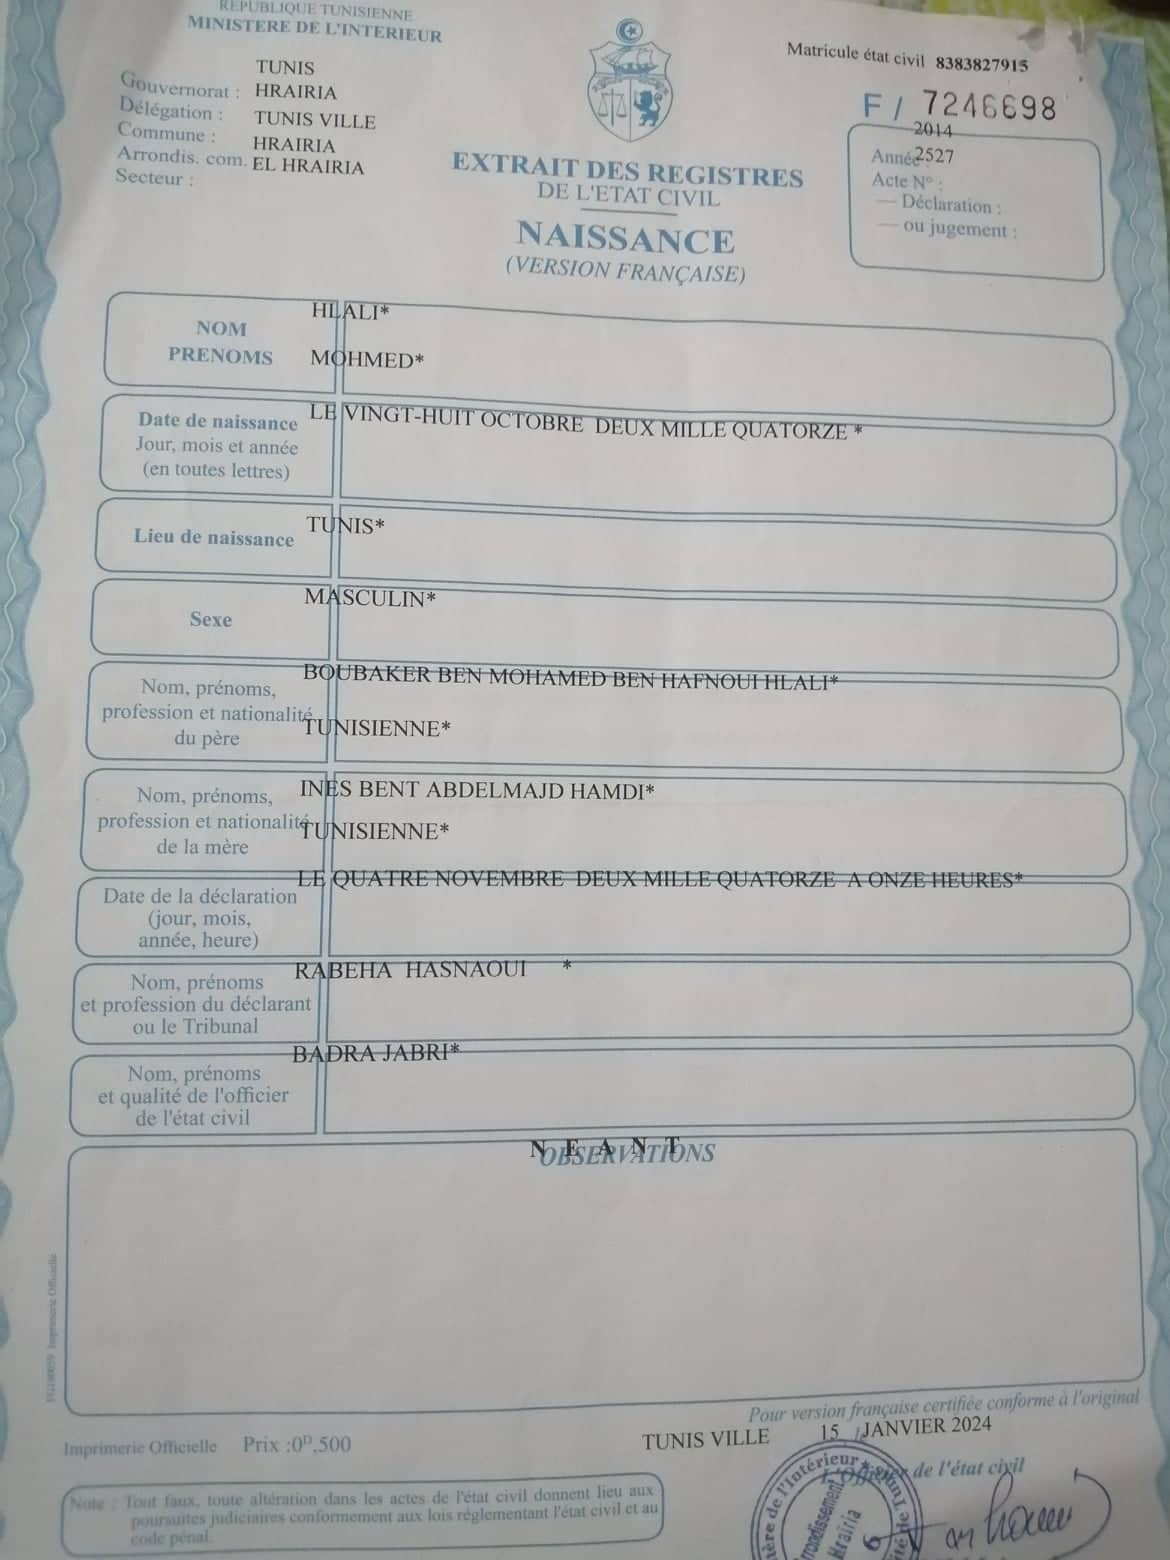 REPUBLIQUE TUNISIENNE
MINISTERE DE L'INTERIEUR
TUNIS
Gouvernorat : HRAIRIA
Délégation : TUNIS VILLE
Commune : HRAIRIA
Arrondis. com. EL HRAIRIA
Secteur :
Matricule état civil 8383827915
F / 7246698
2014
Année 2527
Acte N° :
— Déclaration :
— ou jugement :
EXTRAIT DES REGISTRES
DE L'ETAT CIVIL
NAISSANCE
(VERSION FRANÇAISE)
HLALI*
NOM
PRENOMS
MOHMED*
LE VINGT-HUIT OCTOBRE DEUX MILLE QUATORZE *
Date de naissance
Jour, mois et année
(en toutes lettres)
TUNIS*
Lieu de naissance
MASCULIN*
Sexe
BOUBAKER BEN MOHAMED BEN HAFNOUI HLALI*
Nom, prénoms,
profession et nationalité
du père
TUNISIENNE*
INES BENT ABDELMAJD HAMDI*
Nom, prénoms,
profession et nationalité
de la mère
TUNISIENNE*
LE QUATRE NOVEMBRE DEUX MILLE QUATORZE A ONZE HEURES*
Date de la déclaration
(jour, mois,
année, heure)
RABEHA HASNAOUI *
Nom, prénoms
et profession du déclarant
ou le Tribunal
BADRA JABRI*
Nom, prénoms
et qualité de l'officier
de l'état civil
N E A N T
OBSERVATIONS
Imprimerie Officielle
Pour version française certifiée conforme à l'original
TUNIS VILLE 15 JANVIER 2024
L'Officier de l'état civil
Imprimerie Officielle Prix :0ᴰ,500
Note : Tout faux, toute altération dans les actes de l'état civil donnent lieu aux
poursuites judiciaires conformement aux lois réglementant l'état civil et au
code pénal.
de l'Intérieur
Arrondissement
Hrairia
6